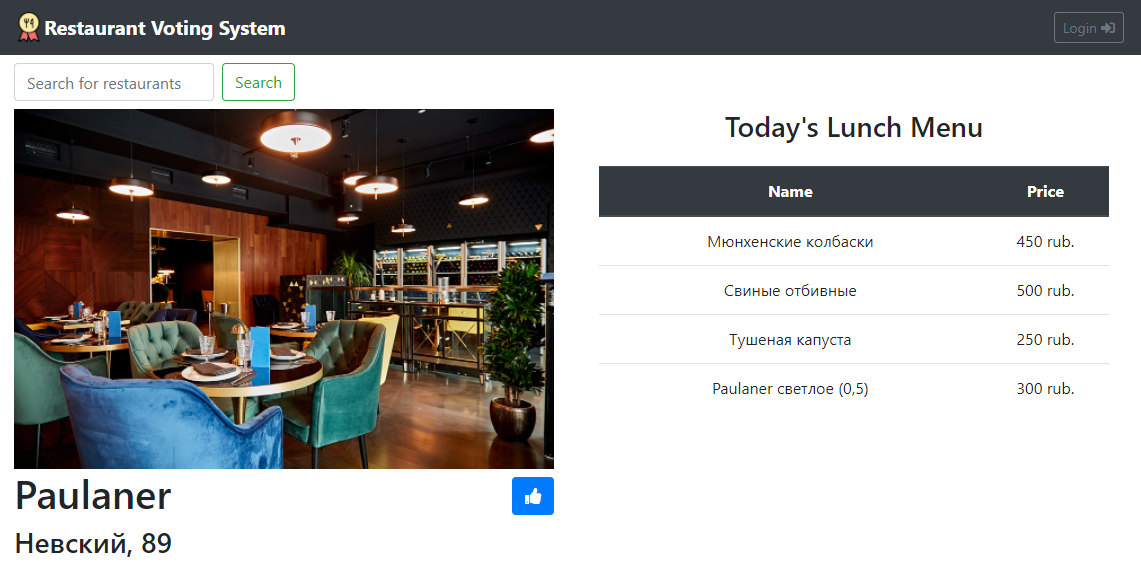 Restaurant Voting System
Login
Search for restaurants
Search
Today's Lunch Menu
Name Price
Мюнхенские колбаски 450 rub.
Свиные отбивные 500 rub.
Тушеная капуста 250 rub.
Paulaner светлое (0,5) 300 rub.
Paulaner
Невский, 89